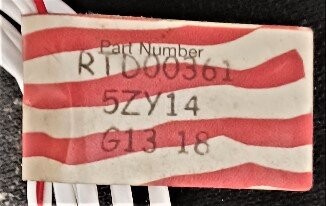 Part Number
RTD00361
5ZY14
G13 18